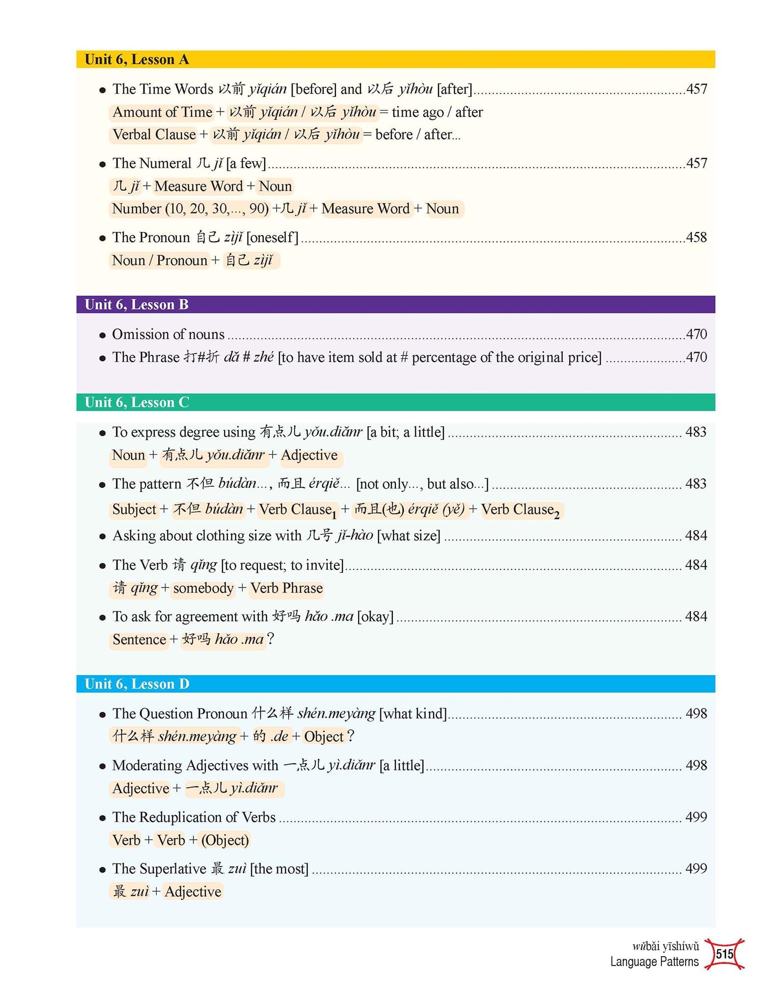 Unit 6, Lesson A
● The Time Words 以前 yǐqián [before] and 以后 yǐhòu [after]..........457
Amount of Time + 以前 yǐqián / 以后 yǐhòu = time ago / after
Verbal Clause + 以前 yǐqián / 以后 yǐhòu = before / after...
● The Numeral 几 jǐ [a few]..........457
几 jǐ + Measure Word + Noun
Number (10, 20, 30,..., 90) +几 jǐ + Measure Word + Noun
● The Pronoun 自己 zìjǐ [oneself]..........458
Noun / Pronoun + 自己 zìjǐ
Unit 6, Lesson B
● Omission of nouns..........470
● The Phrase 打#折 dǎ # zhé [to have item sold at # percentage of the original price]..........470
Unit 6, Lesson C
● To express degree using 有点儿 yǒu.diǎnr [a bit; a little]..........483
Noun + 有点儿 yǒu.diǎnr + Adjective
● The pattern 不但 búdàn..., 而且 érqiě... [not only..., but also...]..........483
Subject + 不但 búdàn + Verb Clause₁ + 而且(也) érqiě (yě) + Verb Clause₂
● Asking about clothing size with 几号 jǐ-hào [what size]..........484
● The Verb 请 qǐng [to request; to invite]..........484
请 qǐng + somebody + Verb Phrase
● To ask for agreement with 好吗 hǎo .ma [okay]..........484
Sentence + 好吗 hǎo .ma ?
Unit 6, Lesson D
● The Question Pronoun 什么样 shén.meyàng [what kind]..........498
什么样 shén.meyàng + 的 .de + Object ?
● Moderating Adjectives with 一点儿 yì.diǎnr [a little]..........498
Adjective + 一点儿 yì.diǎnr
● The Reduplication of Verbs..........499
Verb + Verb + (Object)
● The Superlative 最 zuì [the most]..........499
最 zuì + Adjective
wǔbǎi yīshíwǔ
Language Patterns
515